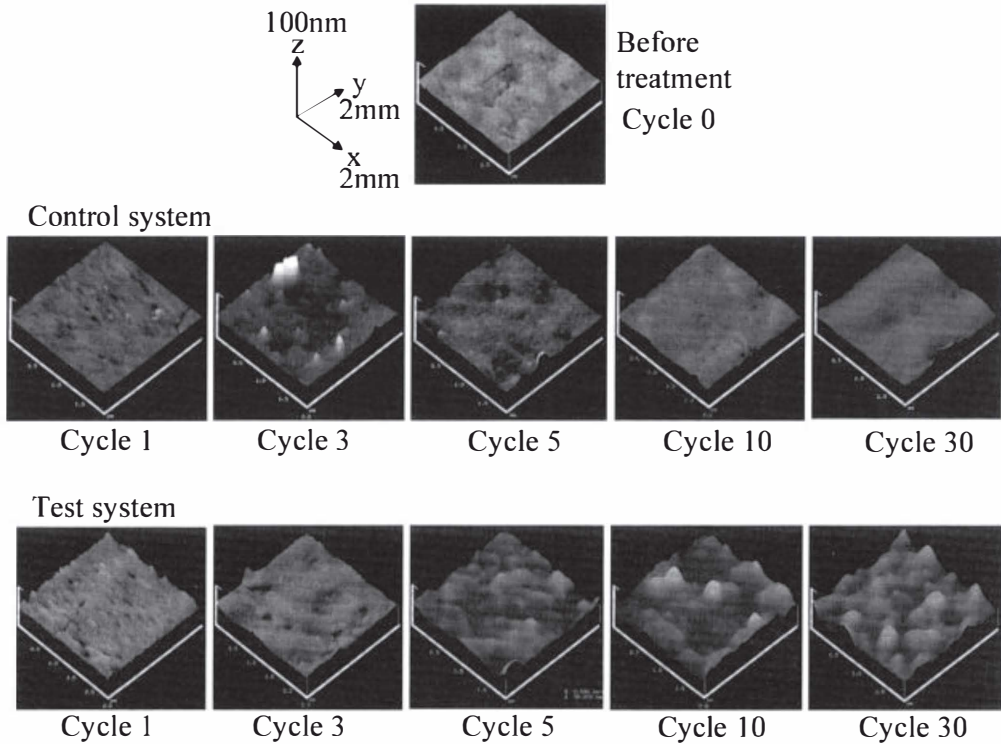 100nm
z
y
2mm
x
2mm
Before
treatment
Cycle 0
Control system
Cycle 1
Cycle 3
Cycle 5
Cycle 10
Cycle 30
Test system
Cycle 1
Cycle 3
Cycle 5
Cycle 10
Cycle 30